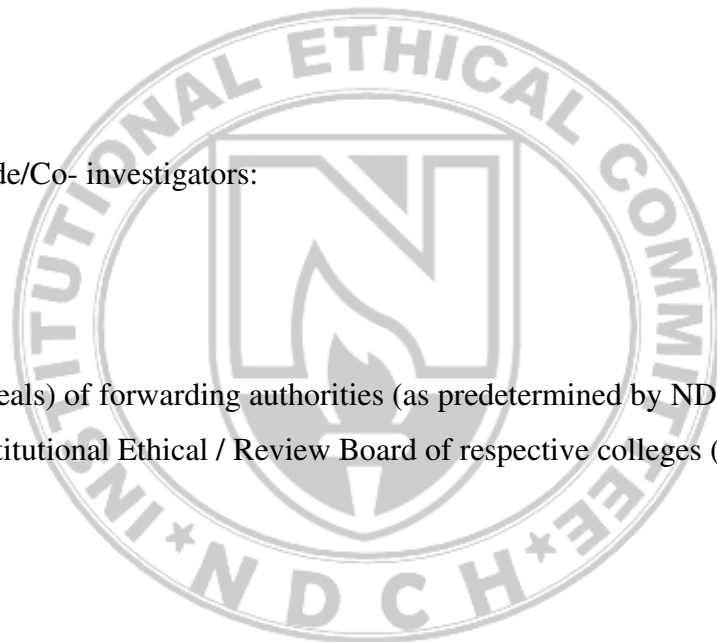 INSTITUTIONAL ETHICAL COMMITTEE
de/Co- investigators:
eals) of forwarding authorities (as predetermined by ND
titutional Ethical / Review Board of respective colleges (
* N D C H *